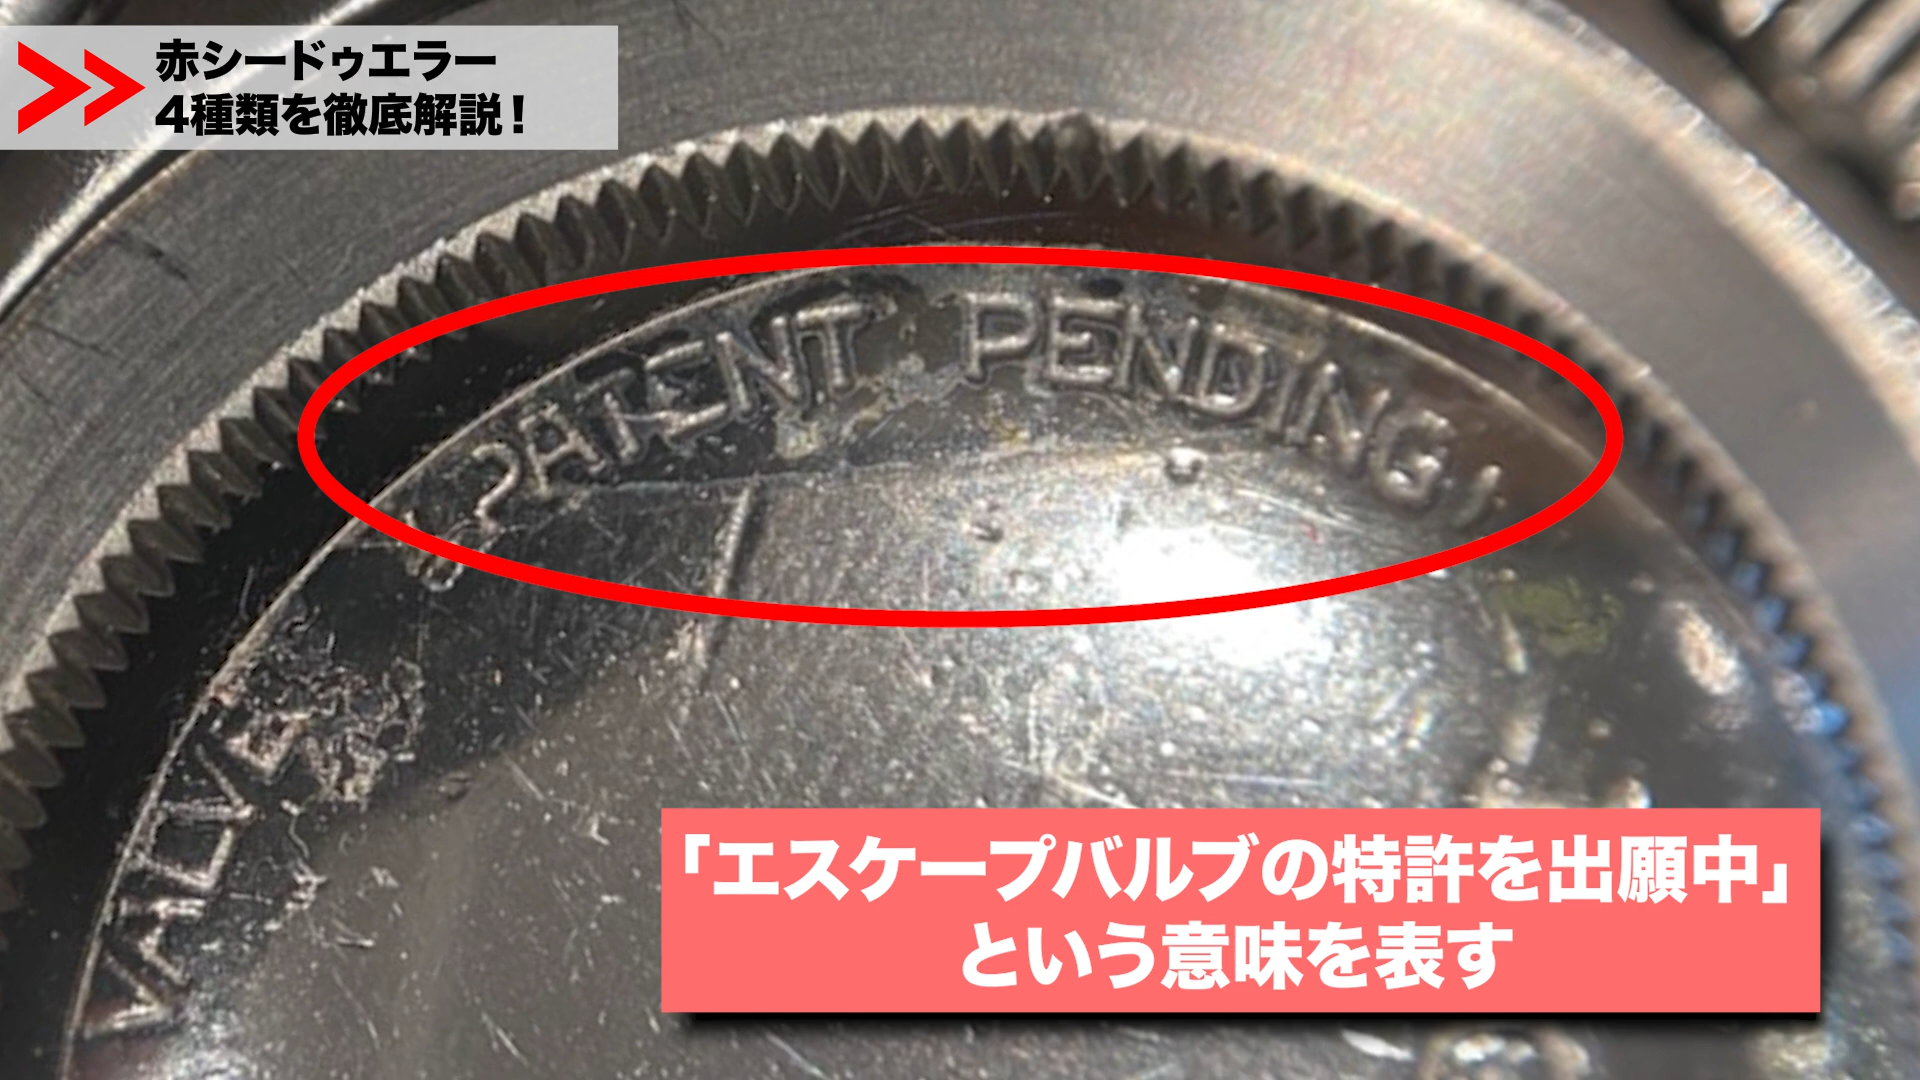 赤シードゥエラー
4種類を徹底解説！
PATENT PENDING
VALVE
「エスケープバルブの特許を出願中」
という意味を表す